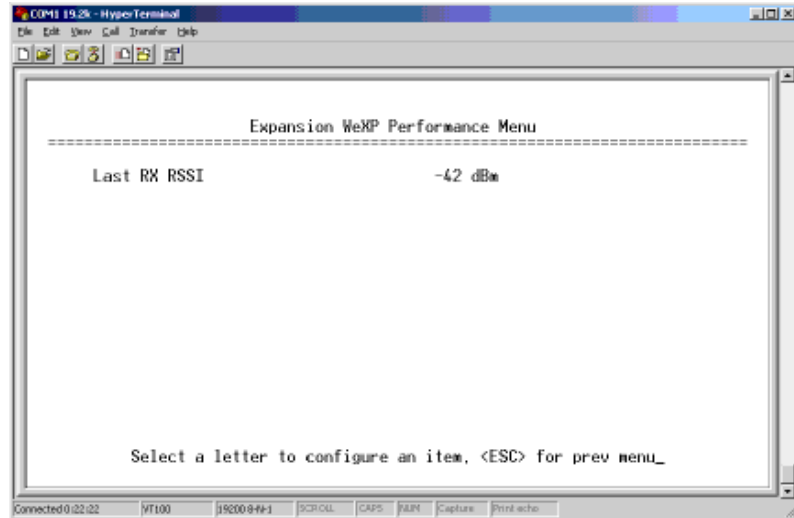 COM1 19.2k - HyperTerminal
File Edit View Call Transfer Help
Expansion WeXP Performance Menu
======================================================================
Last RX RSSI -42 dBm
Select a letter to configure an item, <ESC> for prev menu_
Connected 0:22:22 VT100 19200 8-N-1 SCROLL CAPS NUM Capture Print echo